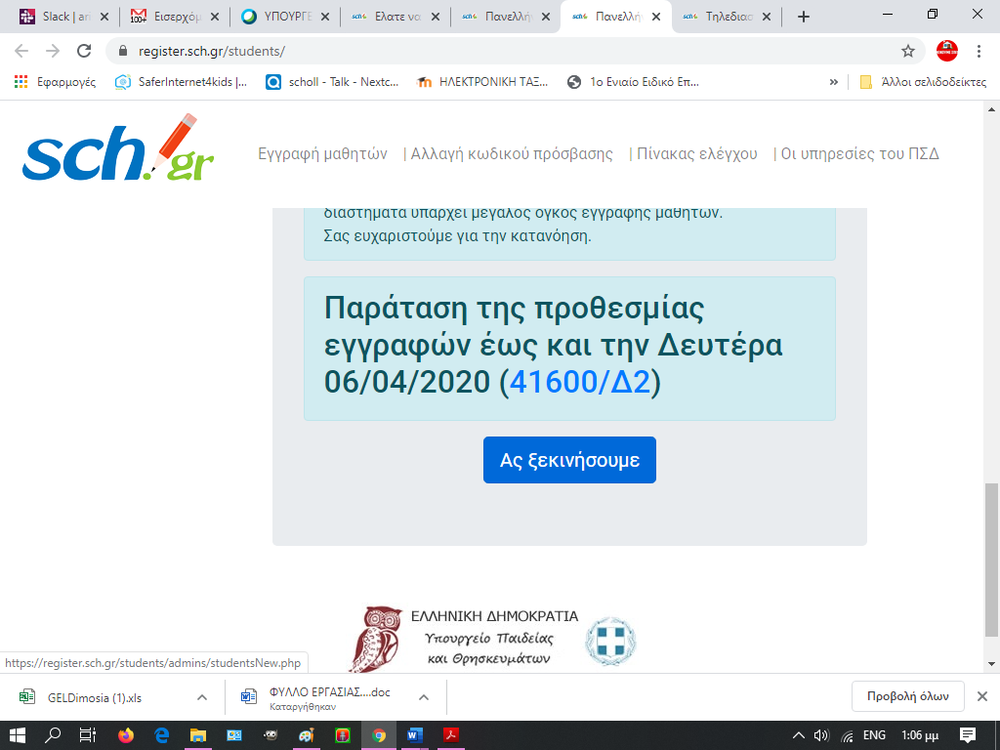 Slack | an
Εισερχόμ
ΥΠΟΥΡΓΕ
Ελατε να
Πανελλήν
Πανελλήν
Τηλεδιασ
register.sch.gr/students/
Εφαρμογές
SaferInternet4kids |...
scholl - Talk - Nextc...
ΗΛΕΚΤΡΟΝΙΚΗ ΤΑΞ...
1ο Ενιαίο Ειδικό Επ...
»
Άλλοι σελιδοδείκτες
sch.gr
Εγγραφή μαθητών
| Αλλαγή κωδικού πρόσβασης
| Πίνακας ελέγχου
| Οι υπηρεσίες του ΠΣΔ
διαστήματα υπάρχει μεγάλος όγκος εγγραφής μαθητών.
Σας ευχαριστούμε για την κατανόηση.
Παράταση της προθεσμίας
εγγραφών έως και την Δευτέρα
06/04/2020 (41600/Δ2)
Ας ξεκινήσουμε
ΕΛΛΗΝΙΚΗ ΔΗΜΟΚΡΑΤΙΑ
Υπουργείο Παιδείας
και Θρησκευμάτων
https://register.sch.gr/students/admins/studentsNew.php
GELDimosia (1).xls
ΦΥΛΛΟ ΕΡΓΑΣΙΑΣ....doc
Καταργήθηκαν
Προβολή όλων
ENG
1:06 μμ